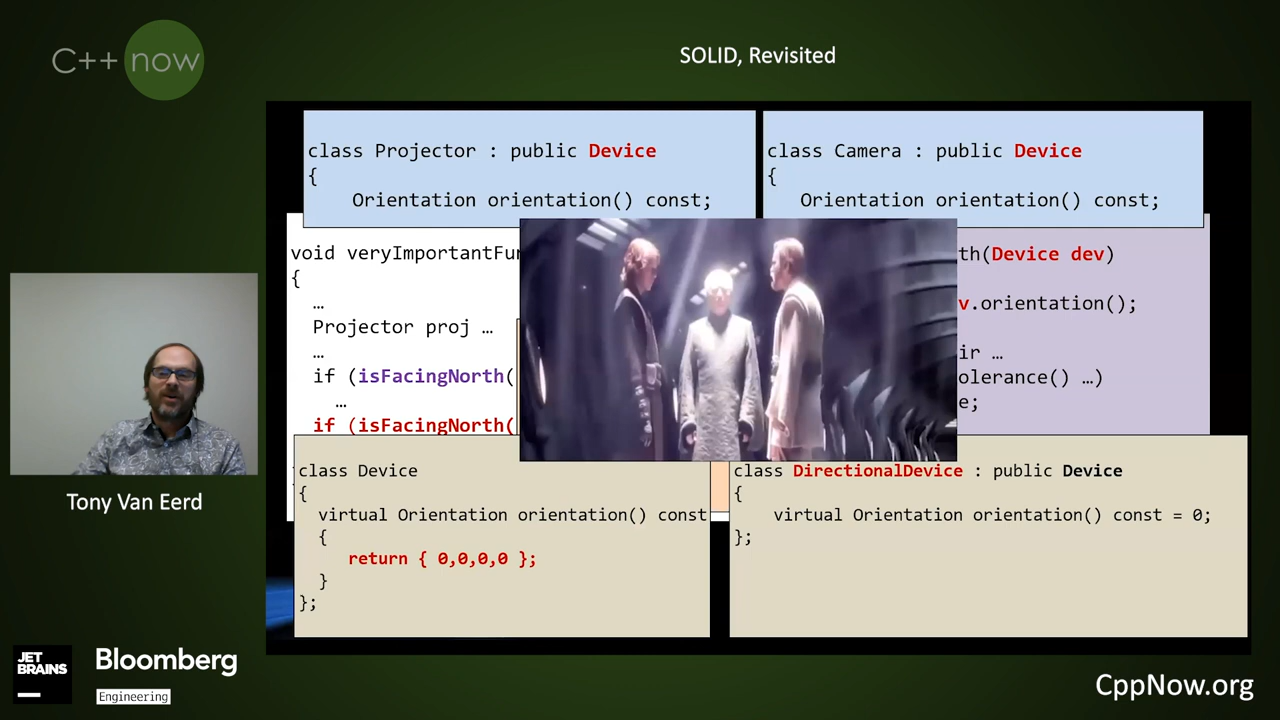 C++ now
SOLID, Revisited
class Projector : public Device
{
Orientation orientation() const;
class Camera : public Device
{
Orientation orientation() const;
void veryImportantFun
{
…
Projector proj …
…
if (isFacingNorth(
…
if (isFacingNorth(
th(Device dev)
v.orientation();
ir …
olerance() …)
e;
class Device
{
virtual Orientation orientation() const
{
return { 0,0,0,0 };
}
};
class DirectionalDevice : public Device
{
virtual Orientation orientation() const = 0;
};
Tony Van Eerd
JET
BRAINS
Bloomberg
Engineering
CppNow.org